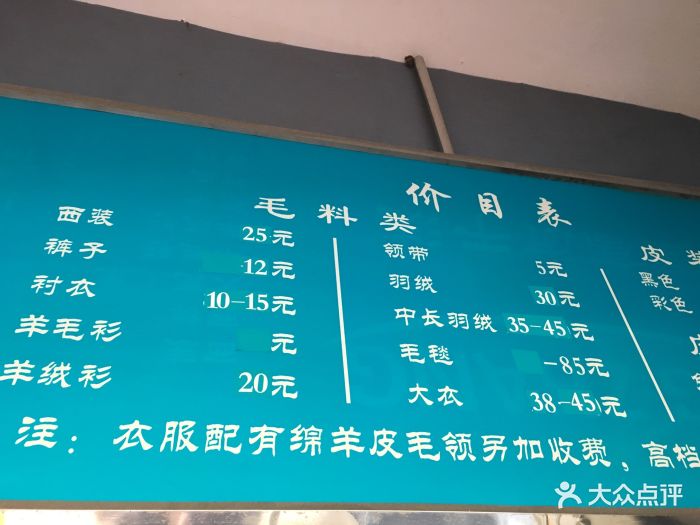 价目表
毛料类
西装 25元
裤子 12元
衬衣 10-15元
羊毛衫 元
羊绒衫 20元
领带 5元
羽绒 30元
中长羽绒 35-45元
毛毯 -85元
大衣 38-45元
黑色
彩色
注：衣服配有绵羊皮毛领另加收费，高档
大众点评